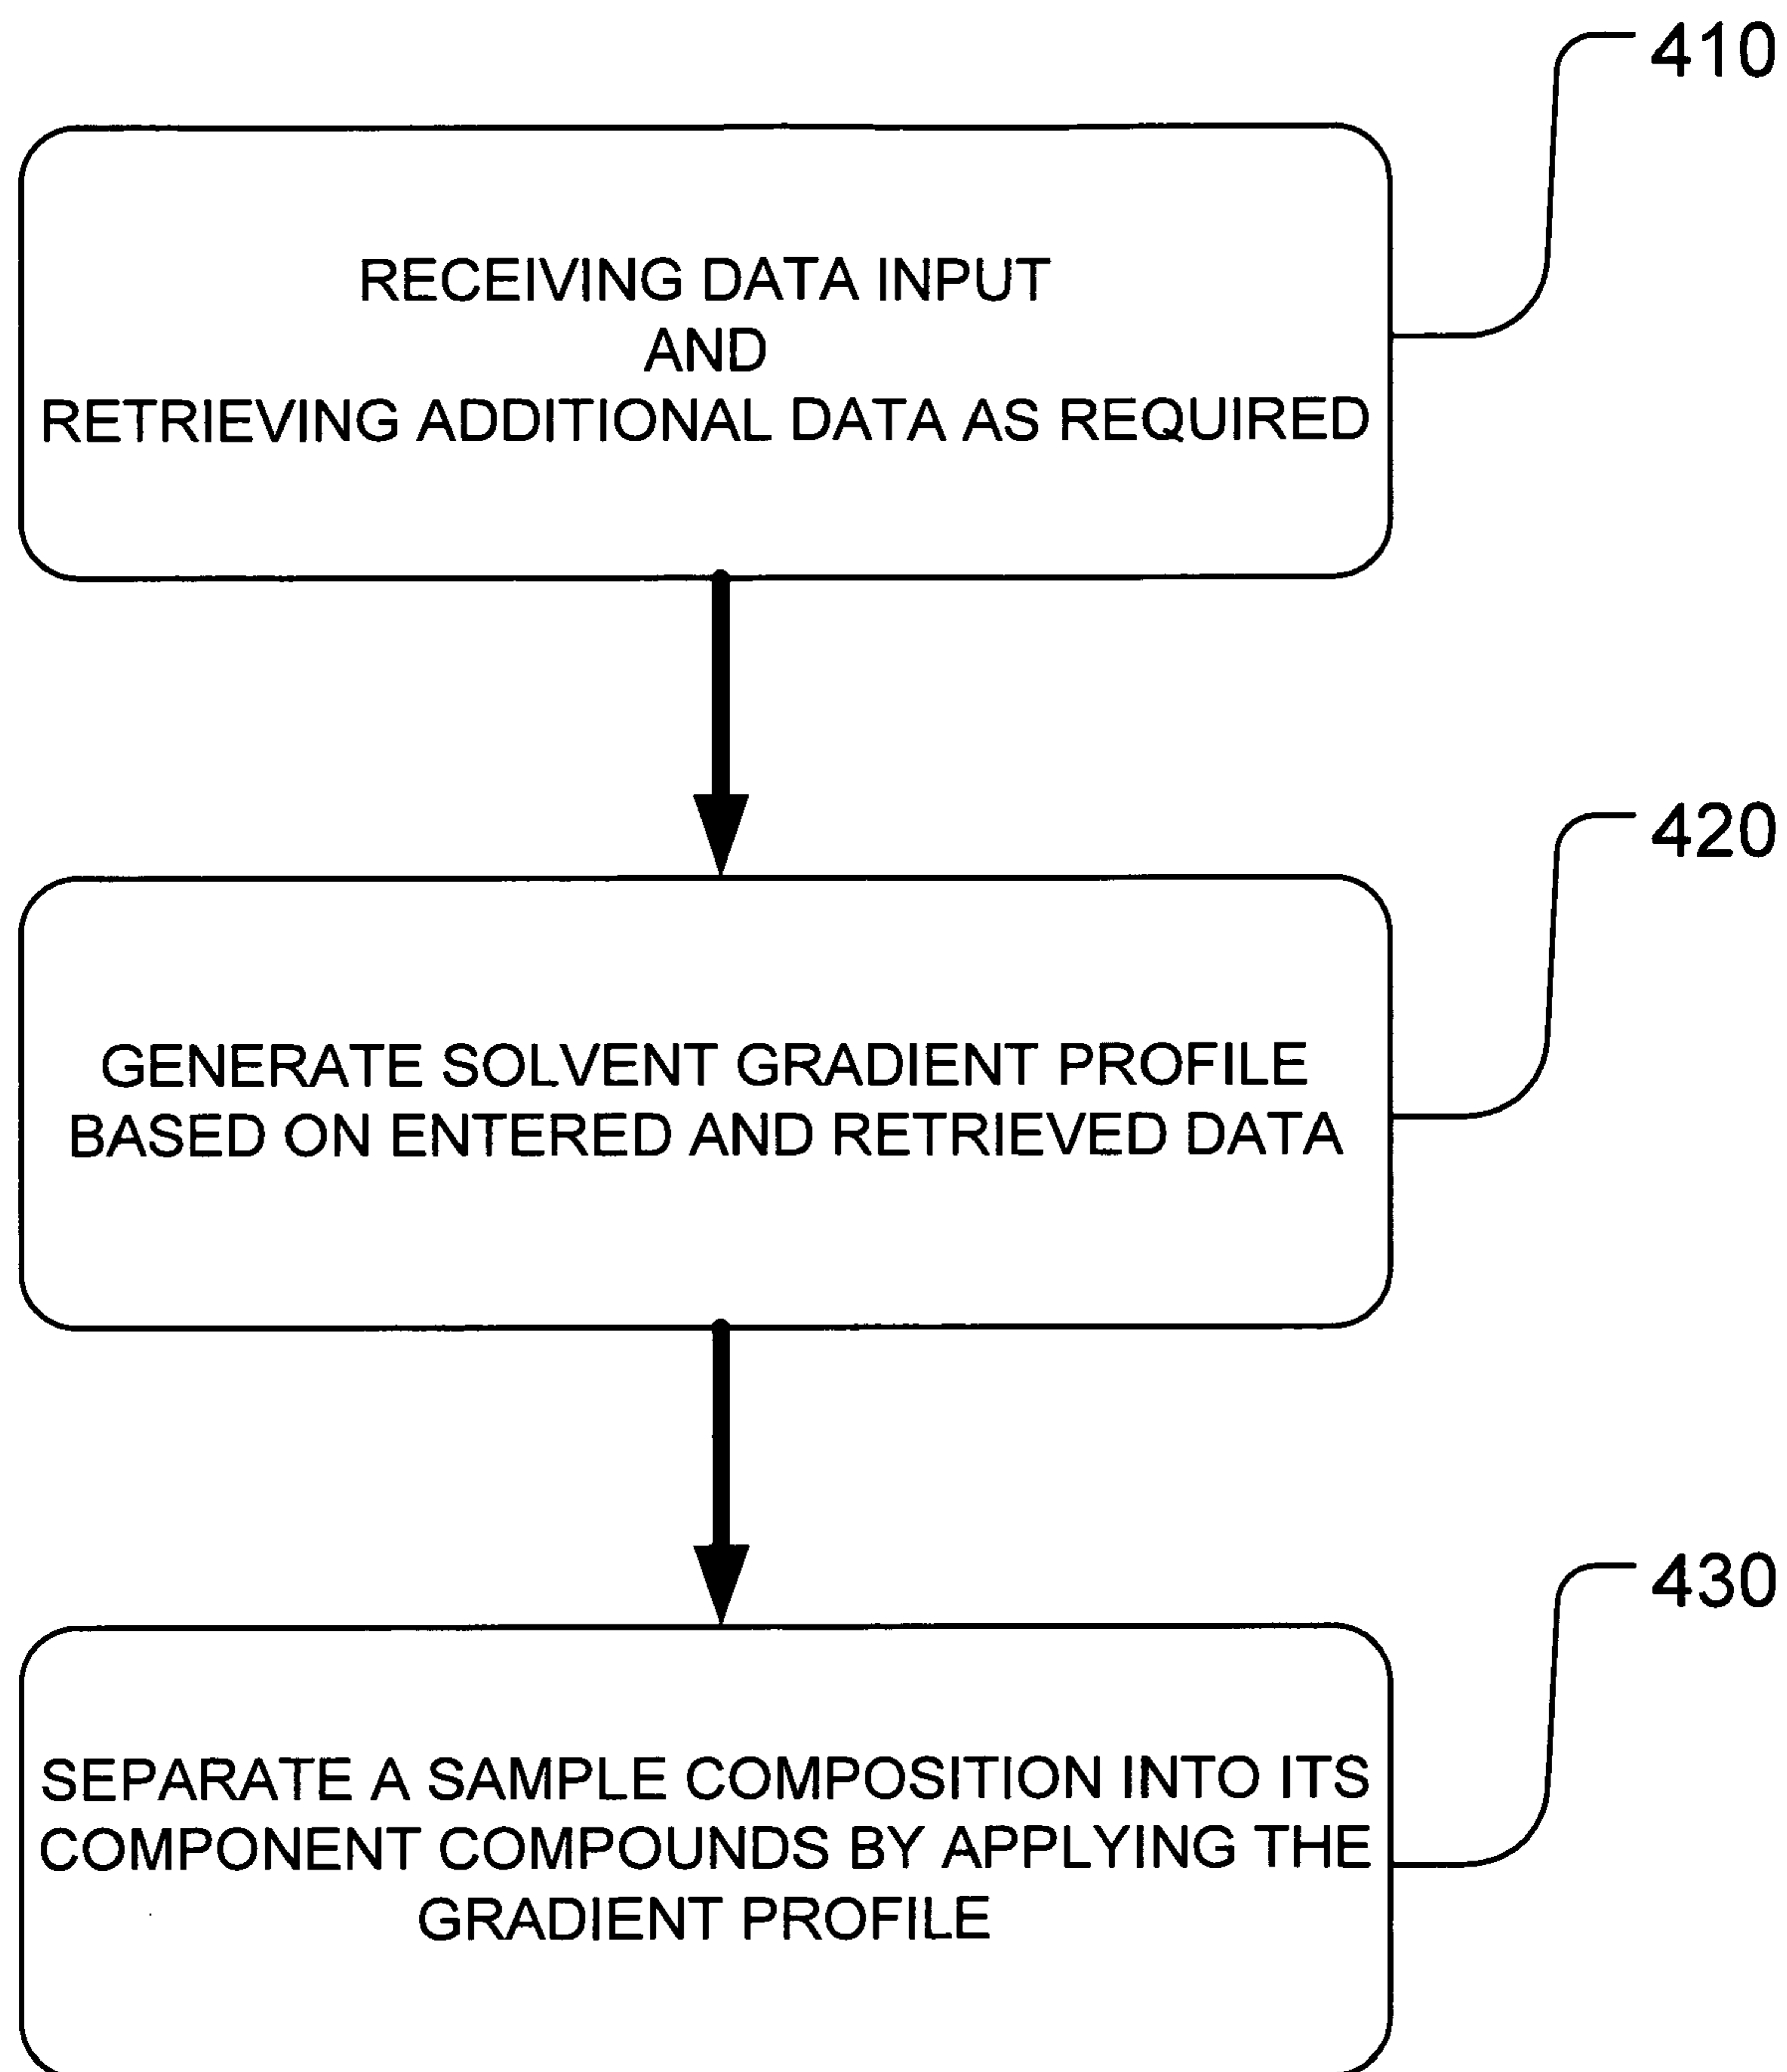 410
RECEIVING DATA INPUT
AND
RETRIEVING ADDITIONAL DATA AS REQUIRED
420
GENERATE SOLVENT GRADIENT PROFILE
BASED ON ENTERED AND RETRIEVED DATA
430
SEPARATE A SAMPLE COMPOSITION INTO ITS
COMPONENT COMPOUNDS BY APPLYING THE
GRADIENT PROFILE